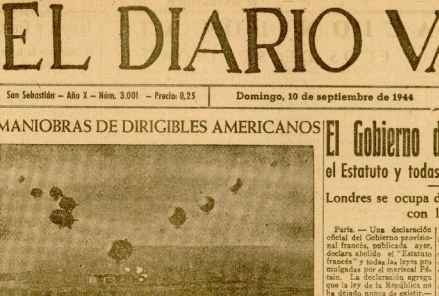 EL DIARIO V
San Sebastián – Año X – Núm. 3.001 – Precio: 0,25
Domingo, 10 de septiembre de 1944
MANIOBRAS DE DIRIGIBLES AMERICANOS
El Gobierno d
el Estatuto y todas
Londres se ocupa d
con l
París. — Una declaración
oficial del Gobierno provisio-
nal francés, publicada ayer,
declara abolido el "Estatuto
francés" y todas las leyes pro
mulgadas por el mariscal Pé-
tain. La declaración agrega
que la ley de la República no
ha dejado nunca de existir.—